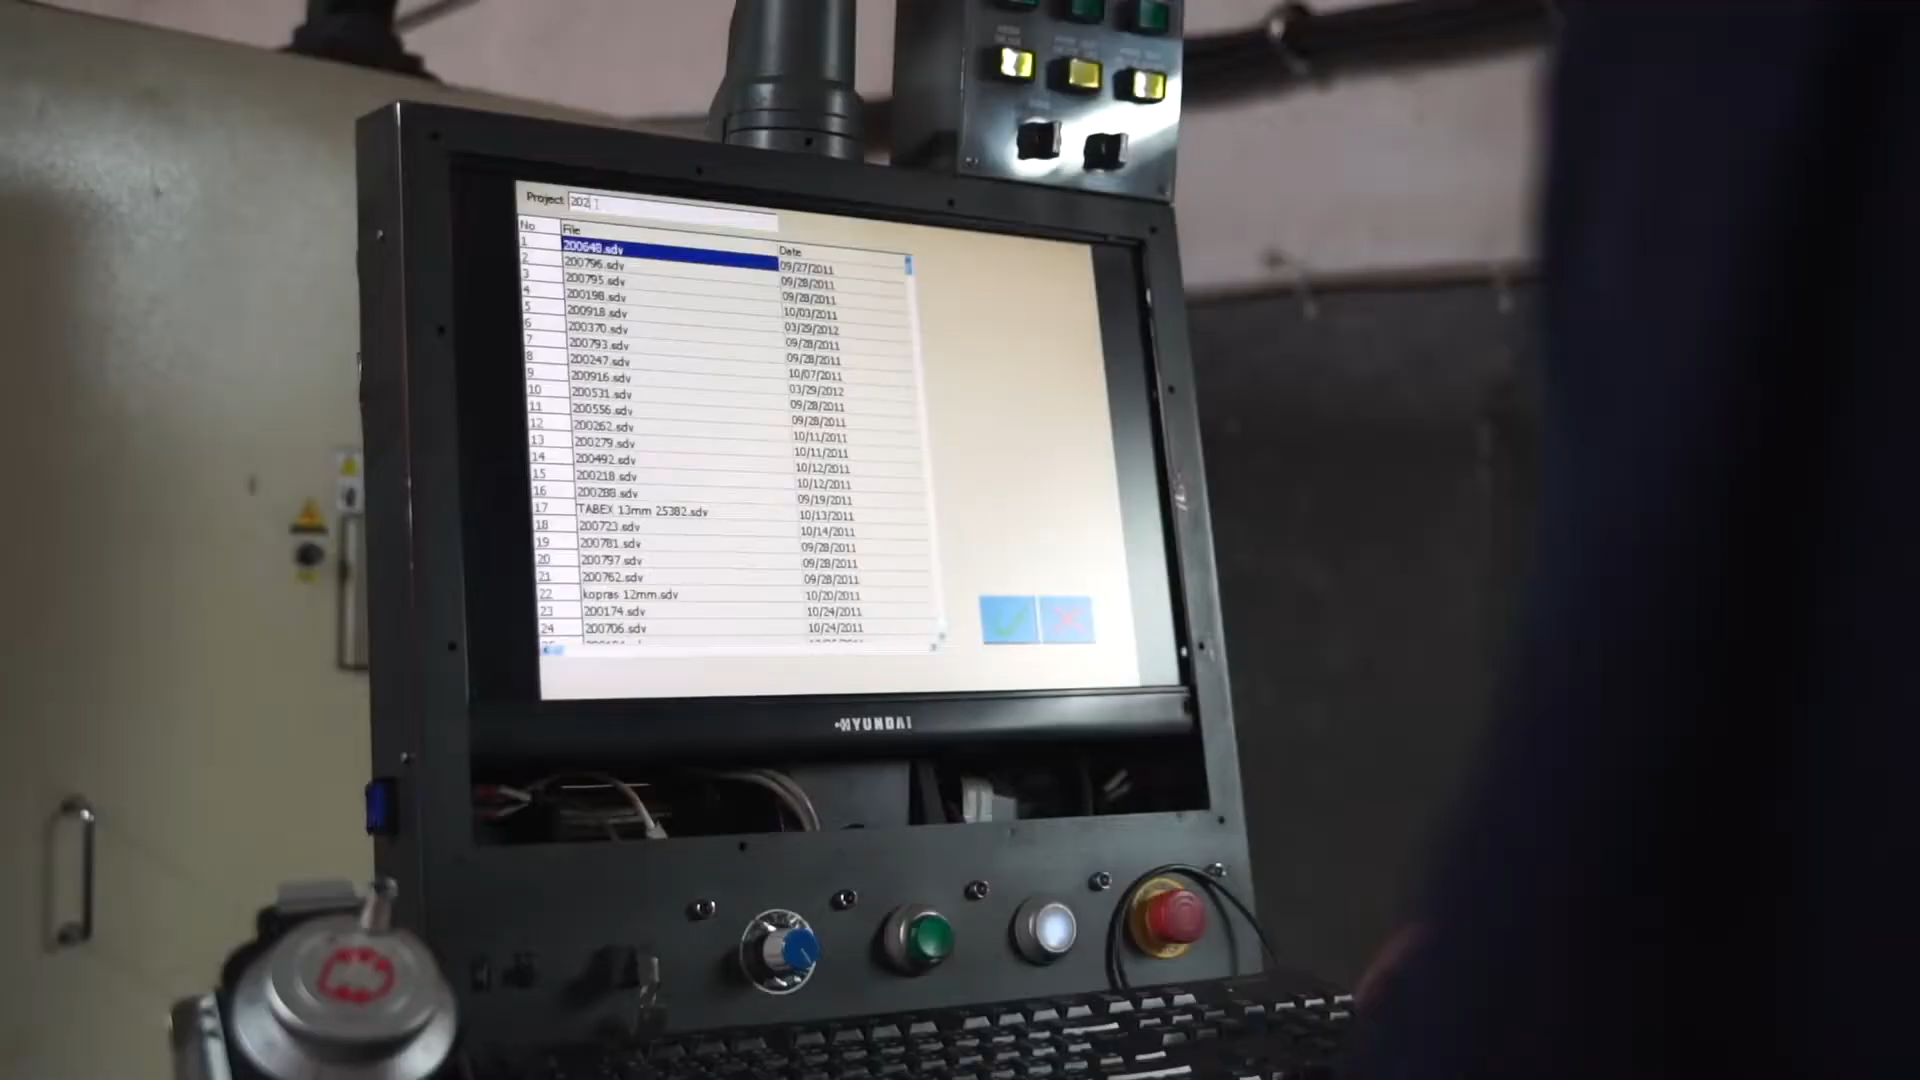 Project 202
No File Date
1 200648.sdv 09/27/2011
2 200796.sdv 09/28/2011
3 200795.sdv 09/28/2011
4 200198.sdv 10/03/2011
5 200918.sdv 03/29/2012
6 200370.sdv 09/28/2011
7 200793.sdv 09/28/2011
8 200247.sdv 10/07/2011
9 200916.sdv 03/29/2012
10 200531.sdv 09/28/2011
11 200556.sdv 09/28/2011
12 200262.sdv 10/11/2011
13 200279.sdv 10/11/2011
14 200492.sdv 10/12/2011
15 200218.sdv 10/12/2011
16 200288.sdv 09/19/2011
17 TABEX 13mm 25382.sdv 10/13/2011
18 200723.sdv 10/14/2011
19 200781.sdv 09/28/2011
20 200797.sdv 09/28/2011
21 200762.sdv 09/28/2011
22 kopras 12mm.sdv 10/20/2011
23 200174.sdv 10/24/2011
24 200706.sdv 10/24/2011
HYUNDAI